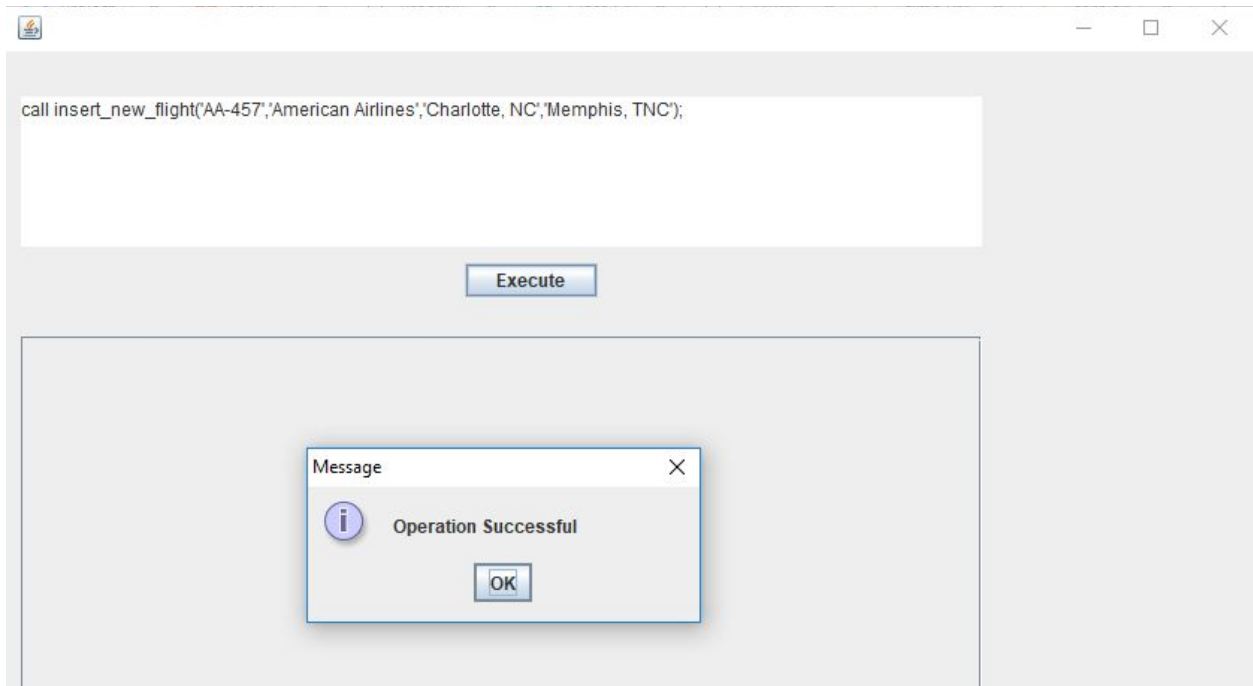 call insert_new_flight('AA-457','American Airlines','Charlotte, NC','Memphis, TNC');
Execute
Message
Operation Successful
OK